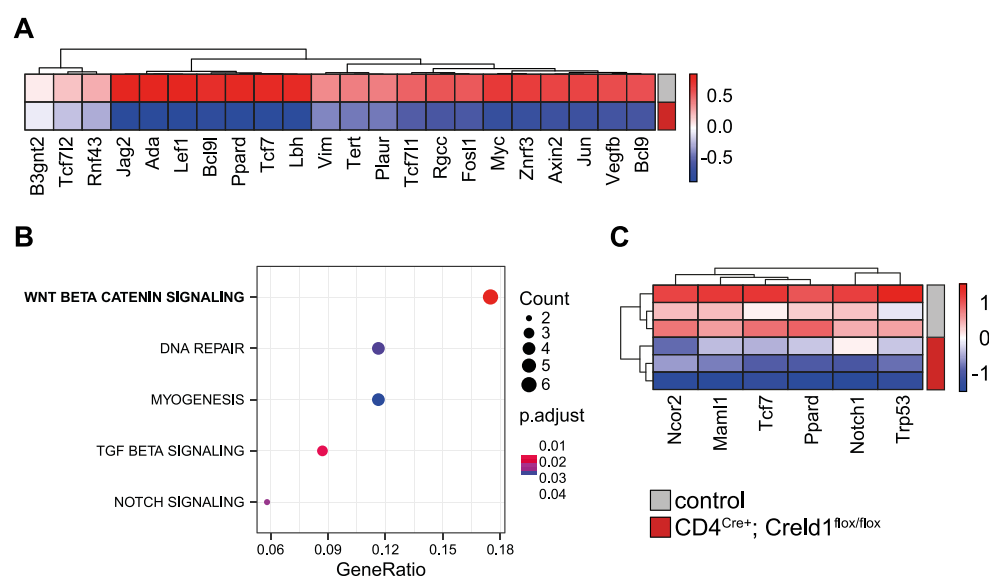 A
0.5
0.0
-0.5
B3gnt2 Tcf7l2 Rnf43 Jag2 Ada Lef1 Bcl9l Ppard Tcf7 Lbh Vim Tert Plaur Tcf7l1 Rgcc Fosl1 Myc Znrf3 Axin2 Jun Vegfb Bcl9
B
WNT BETA CATENIN SIGNALING
DNA REPAIR
MYOGENESIS
TGF BETA SIGNALING
NOTCH SIGNALING
0.06 0.09 0.12 0.15 0.18
GeneRatio
Count
2
3
4
5
6
p.adjust
0.01
0.02
0.03
0.04
C
1
0
-1
Ncor2 Maml1 Tcf7 Ppard Notch1 Trp53
control
CD4Cre+; Creld1flox/flox